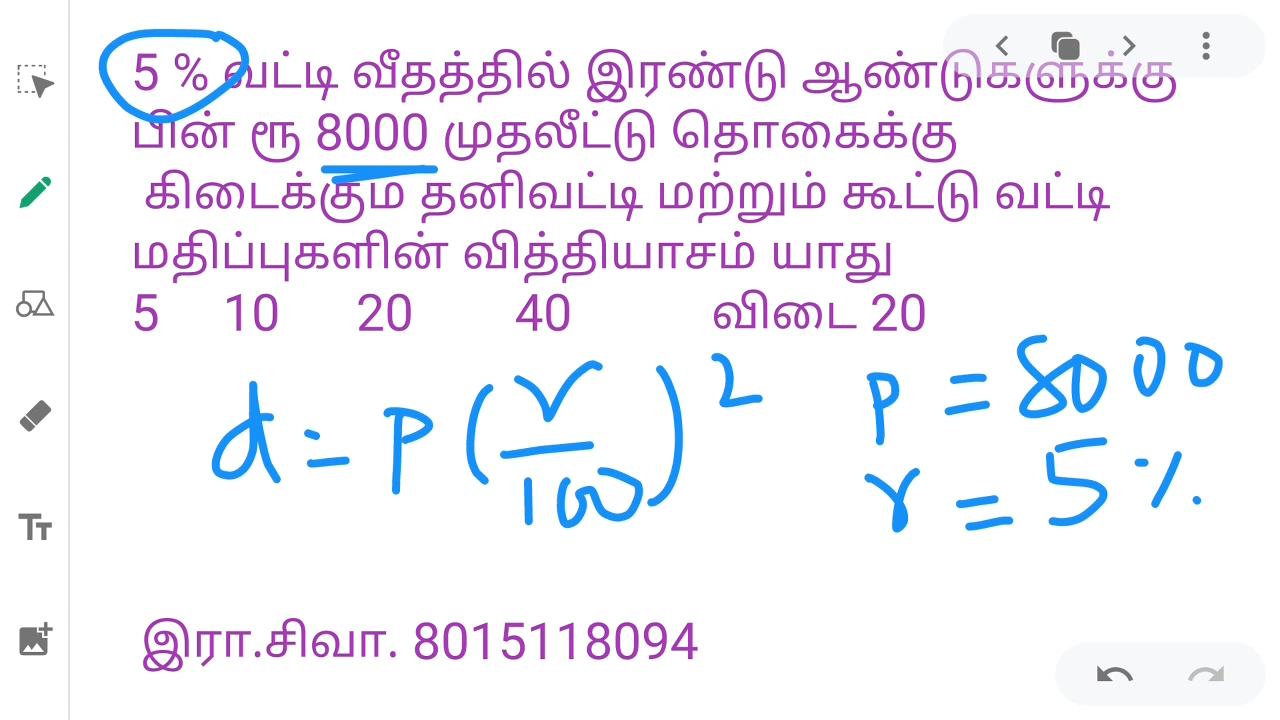 5 % வட்டி வீதத்தில் இரண்டு ஆண்டுகளுக்கு
பின் ரூ 8000 முதலீட்டு தொகைக்கு
கிடைக்கும் தனிவட்டி மற்றும் கூட்டு வட்டி
மதிப்புகளின் வித்தியாசம் யாது
5 10 20 40 விடை 20
d = P (r/100)² P = 8000
r = 5 %
இரா.சிவா. 8015118094
Tт